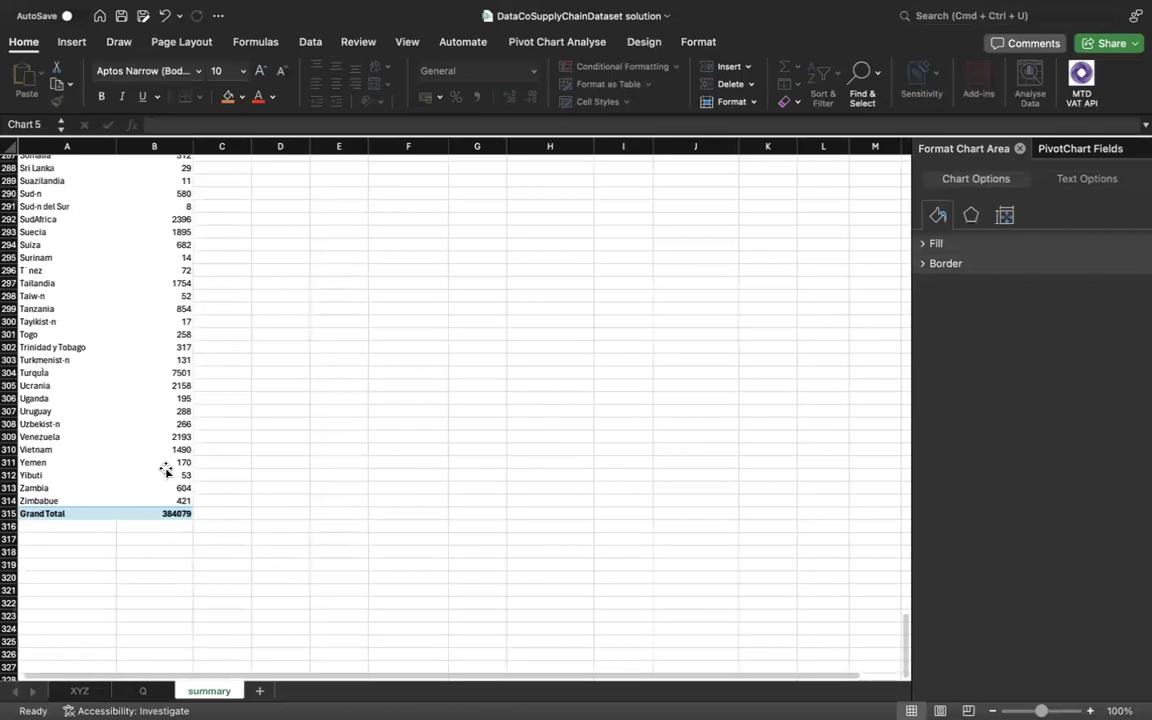 AutoSave
DataCoSupplyChainDataset solution
Search (Cmd + Ctrl + U)
Home Insert Draw Page Layout Formulas Data Review View Automate Pivot Chart Analyse Design Format
Comments Share
Paste
Aptos Narrow (Bod... 10
B I U
General
Conditional Formatting
Format as Table
Cell Styles
Insert
Delete
Format
Sort & Filter
Find & Select
Sensitivity
Add-ins
Analyse Data
MTD VAT API
Chart 5 fx
A B C D E F G H I J K L M
287 Somalia 312
288 Sri Lanka 29
289 Suazilandia 11
290 Sud·n 580
291 Sud·n del Sur 8
292 SudAfrica 2396
293 Suecia 1895
294 Suiza 682
295 Surinam 14
296 T˙nez 72
297 Tailandia 1754
298 Taiw·n 52
299 Tanzania 854
300 Tayikist·n 17
301 Togo 258
302 Trinidad y Tobago 317
303 Turkmenist·n 131
304 TurquÌa 7501
305 Ucrania 2158
306 Uganda 195
307 Uruguay 288
308 Uzbekist·n 266
309 Venezuela 2193
310 Vietnam 1490
311 Yemen 170
312 Yibuti 53
313 Zambia 604
314 Zimbabue 421
315 Grand Total 384079
316
317
318
319
320
321
322
323
324
325
326
327
Format Chart Area PivotChart Fields
Chart Options Text Options
Fill
Border
XYZ Q summary
Ready Accessibility: Investigate 100%